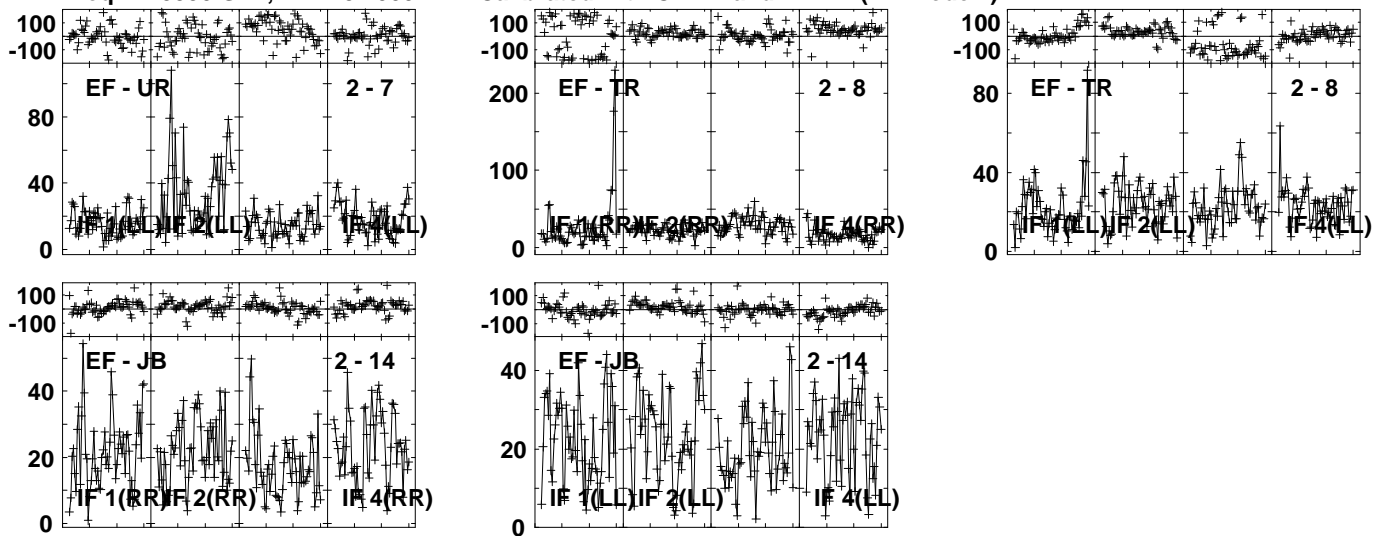 100
-100
EF - UR
2 - 7
80
40
0
IF 1(LL)
IF 2(LL)
IF 4(LL)
100
-100
EF - TR
2 - 8
200
100
0
IF 1(RR)
IF 2(RR)
IF 4(RR)
100
-100
EF - TR
2 - 8
80
40
0
IF 1(LL)
IF 2(LL)
IF 4(LL)
100
-100
EF - JB
2 - 14
40
20
0
IF 1(RR)
IF 2(RR)
IF 4(RR)
100
-100
EF - JB
2 - 14
40
20
0
IF 1(LL)
IF 2(LL)
IF 4(LL)